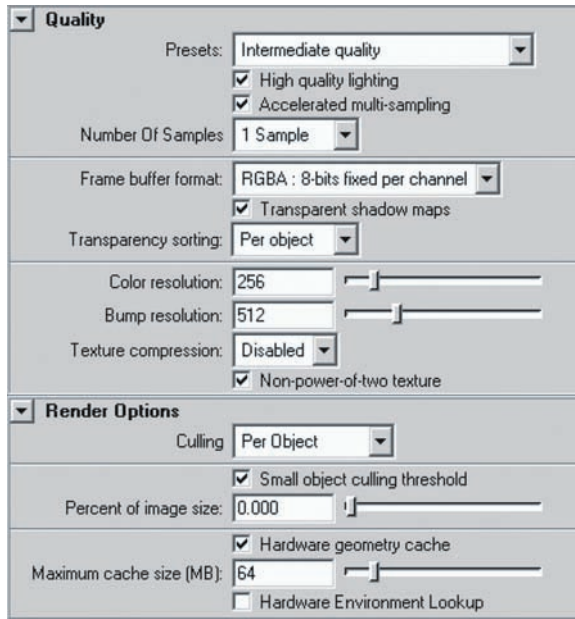 Quality
Presets: Intermediate quality
High quality lighting
Accelerated multi-sampling
Number Of Samples 1 Sample
Frame buffer format: RGBA : 8-bits fixed per channel
Transparent shadow maps
Transparency sorting: Per object
Color resolution: 256
Bump resolution: 512
Texture compression: Disabled
Non-power-of-two texture
Render Options
Culling Per Object
Small object culling threshold
Percent of image size: 0.000
Hardware geometry cache
Maximum cache size (MB): 64
Hardware Environment Lookup